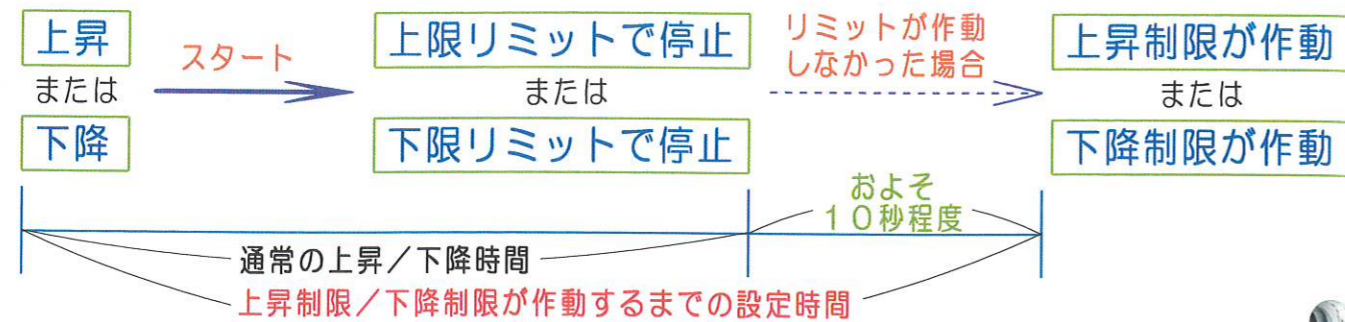 上昇
または
下降
スタート
上限リミットで停止
または
下限リミットで停止
リミットが作動
しなかった場合
上昇制限が作動
または
下降制限が作動
およそ
10秒程度
通常の上昇/下降時間
上昇制限/下降制限が作動するまでの設定時間